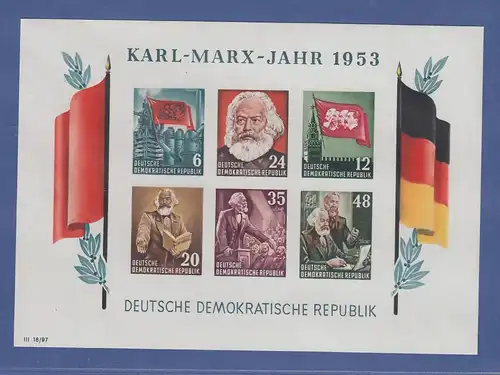 KARL-MARX-JAHR 1953
6
DEUTSCHE
DEMOKRATISCHE REPUBLIK
24
DEUTSCHE
DEMOKRATISCHE REPUBLIK
12
DEUTSCHE
DEMOKRATISCHE REPUBLIK
20
DEUTSCHE
DEMOKRATISCHE REPUBLIK
35
DEUTSCHE
DEMOKRATISCHE REPUBLIK
48
DEUTSCHE
DEMOKRATISCHE REPUBLIK
DEUTSCHE DEMOKRATISCHE REPUBLIK
III 18/97